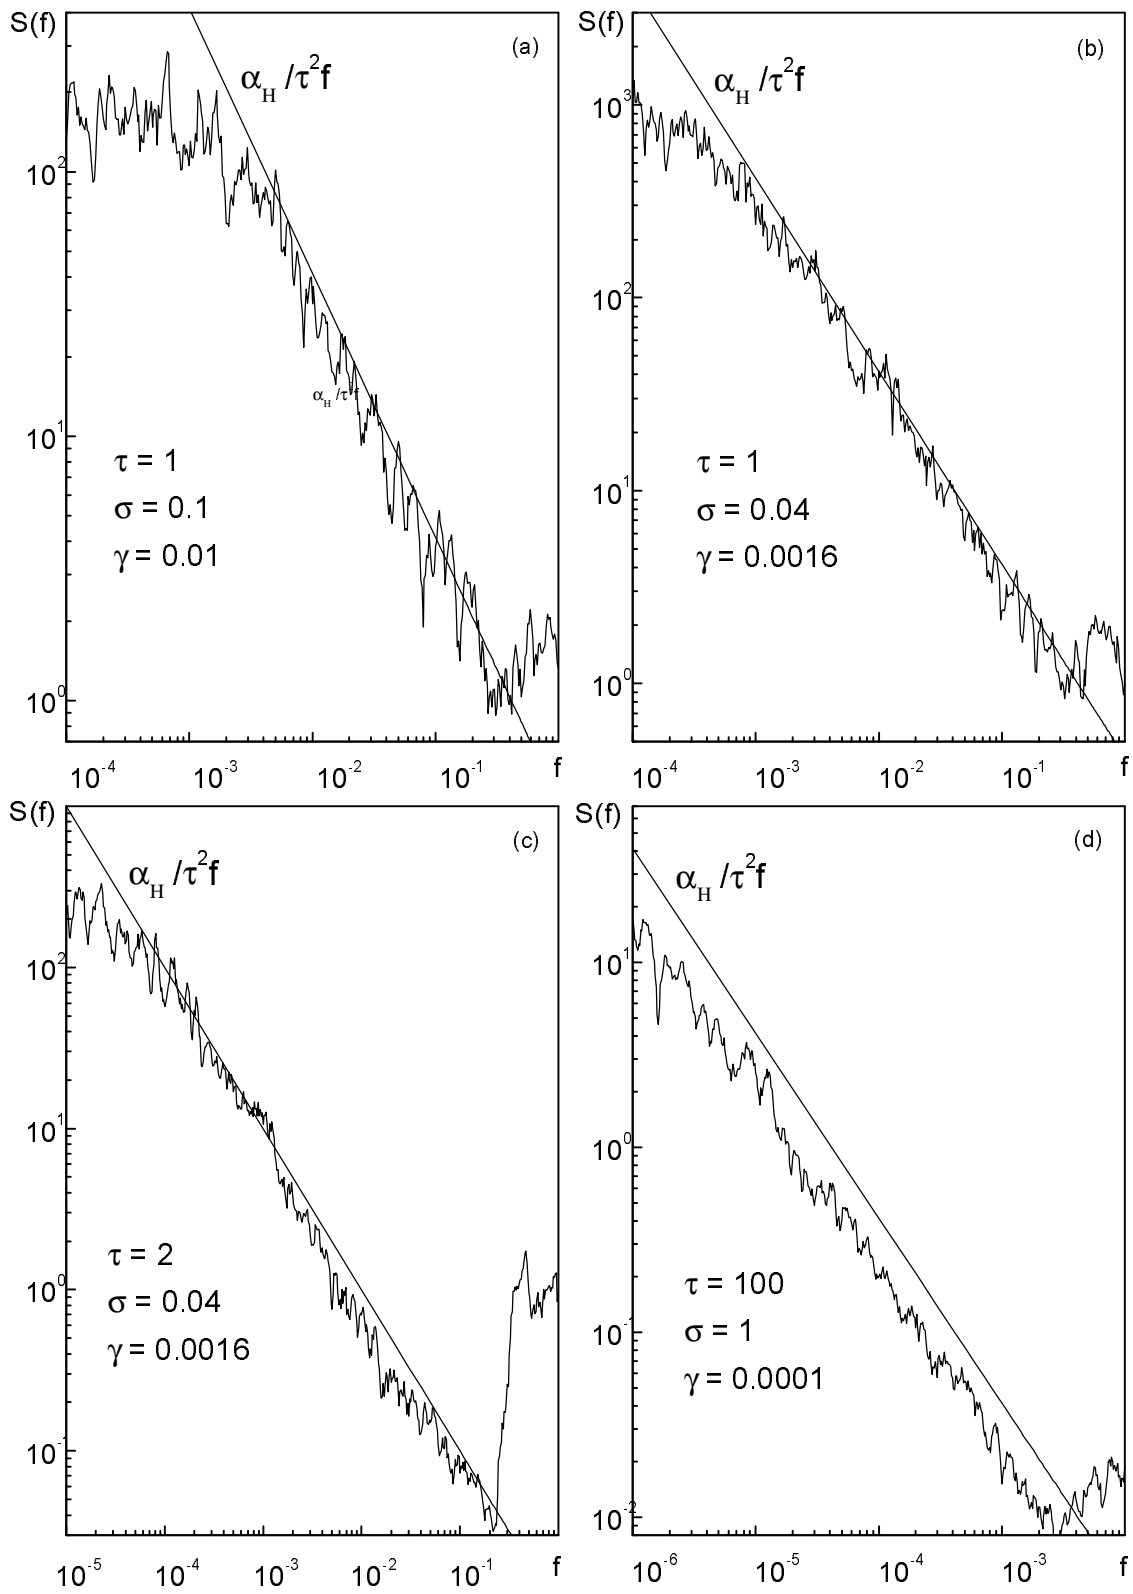 S(f)
(a)
α_H /τ²f
10²
α_H /τ²f
10¹
τ = 1
σ = 0.1
γ = 0.01
10⁰
10⁻⁴ 10⁻³ 10⁻² 10⁻¹ f
S(f)
(b)
α_H /τ²f
10³
10²
10¹
τ = 1
σ = 0.04
γ = 0.0016
10⁰
10⁻⁶ 10⁻³ 10⁻² 10⁻¹ f
S(f)
(c)
α_H /τ²f
10²
10¹
τ = 2
10⁰
σ = 0.04
γ = 0.0016
10⁻¹
10⁻⁵ 10⁻⁴ 10⁻³ 10⁻² 10⁻¹ f
S(f)
(d)
α_H /τ²f
10¹
10⁰
τ = 100
σ = 1
10⁻¹
γ = 0.0001
10⁻²
10⁻⁶ 10⁻⁵ 10⁻⁴ 10⁻³ f